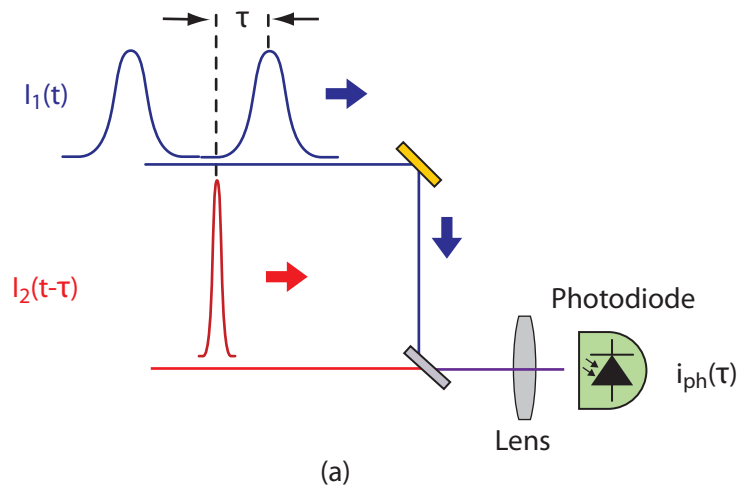 τ
I₁(t)
I₂(t-τ)
Photodiode
iₚₕ(τ)
Lens
(a)